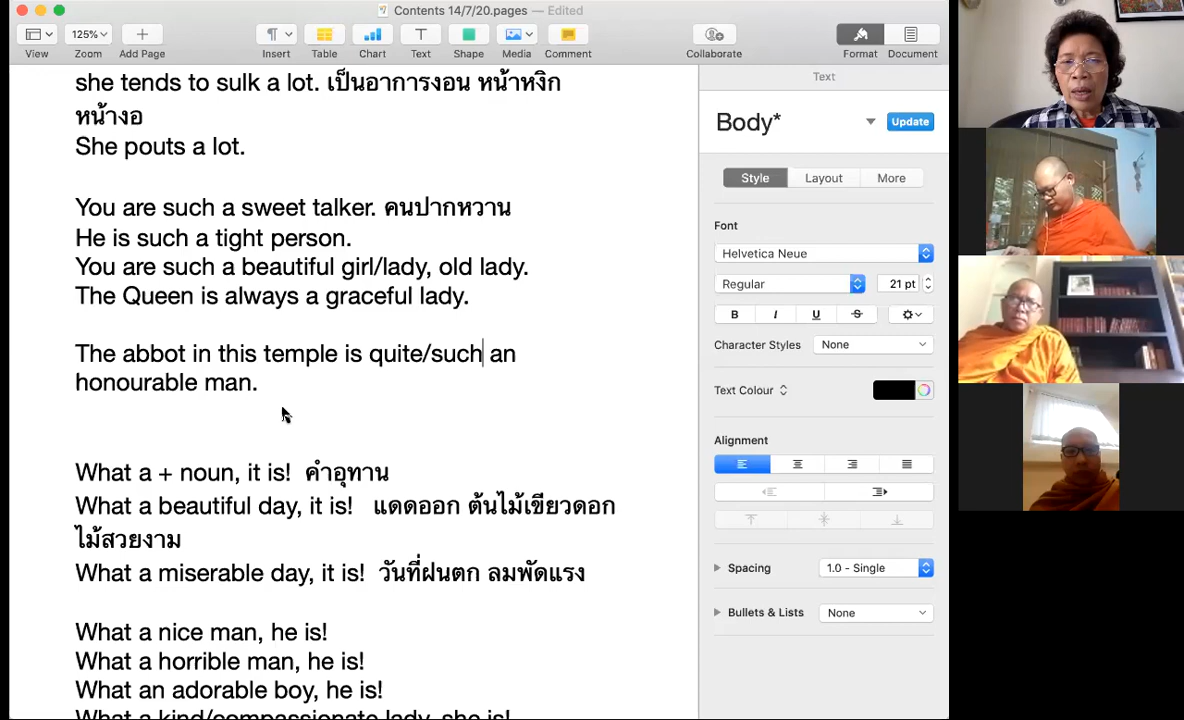 Contents 14/7/20.pages — Edited
125%
View
Zoom
Add Page
Insert
Table
Chart
Text
Shape
Media
Comment
Collaborate
Format
Document
she tends to sulk a lot. เป็นอาการงอน หน้าหงิก
หน้างอ
She pouts a lot.
You are such a sweet talker. คนปากหวาน
He is such a tight person.
You are such a beautiful girl/lady, old lady.
The Queen is always a graceful lady.
The abbot in this temple is quite/such an
honourable man.
What a + noun, it is! คำอุทาน
What a beautiful day, it is! แดดออก ต้นไม้เขียวดอก
ไม้สวยงาม
What a miserable day, it is! วันที่ฝนตก ลมพัดแรง
What a nice man, he is!
What a horrible man, he is!
What an adorable boy, he is!
What a kind/compassionate lady, she is!
Text
Body*
Update
Style
Layout
More
Font
Helvetica Neue
Regular
21 pt
B I U S
Character Styles
None
Text Colour
Alignment
Spacing
1.0 - Single
Bullets & Lists
None